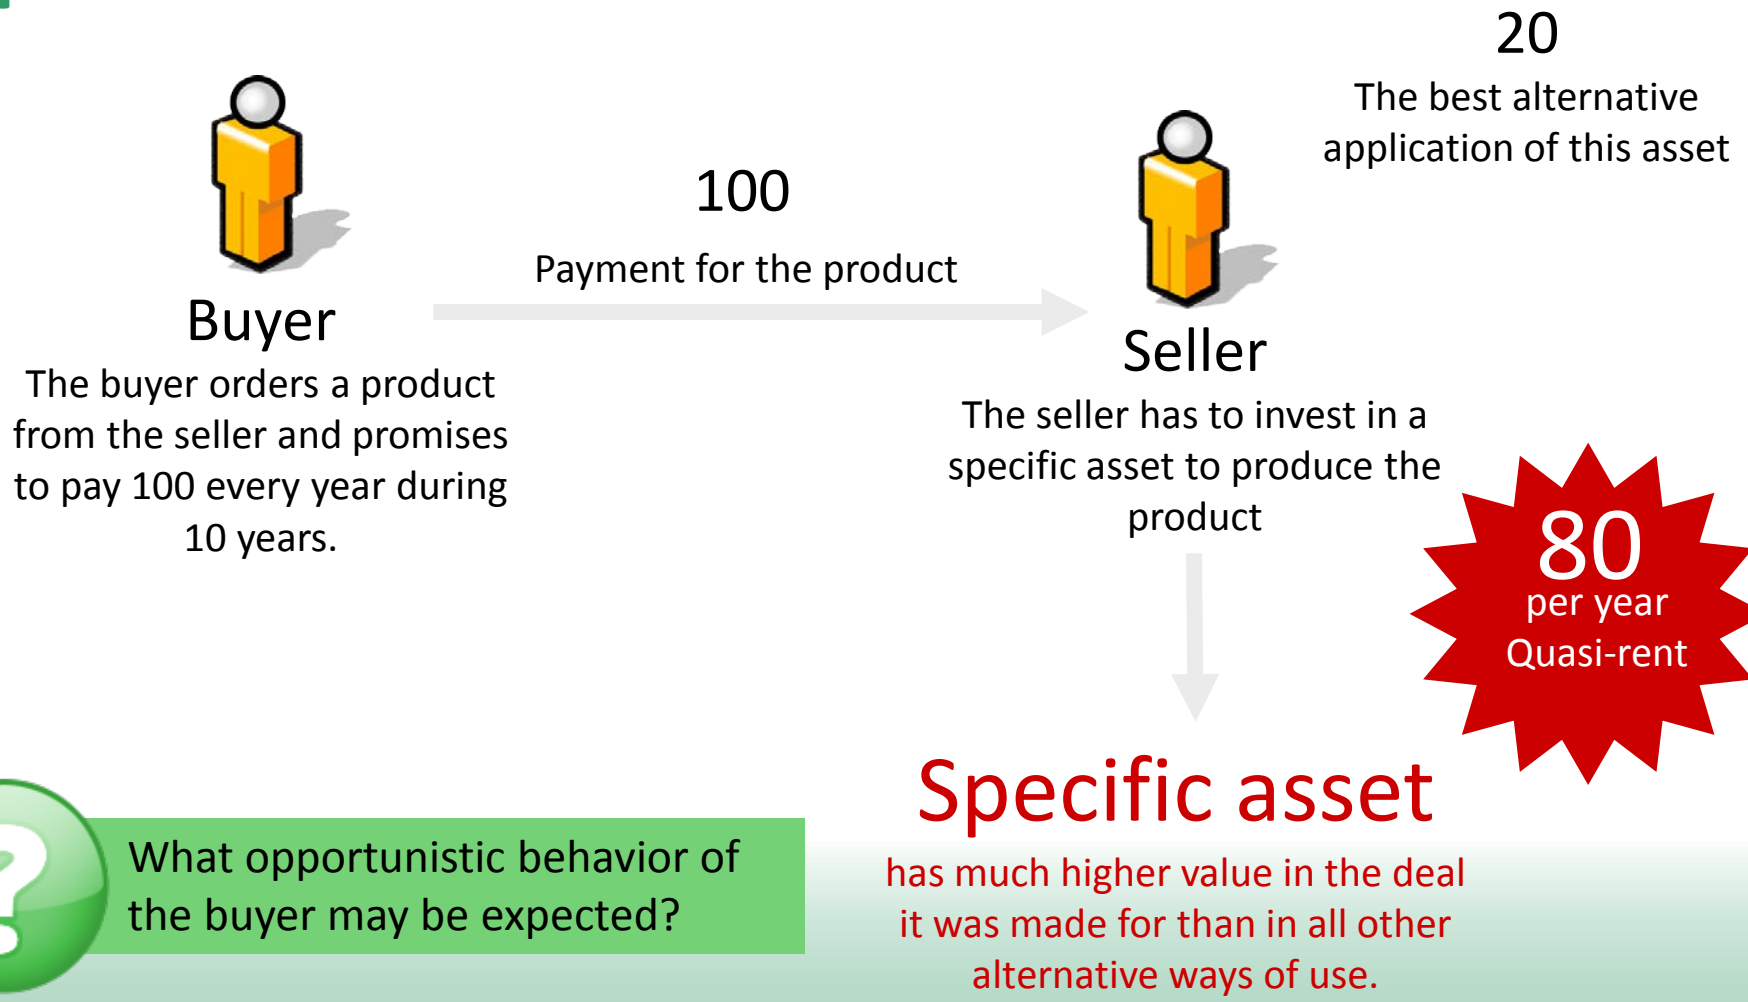 20
The best alternative
application of this asset
100
Payment for the product
Buyer
The buyer orders a product
from the seller and promises
to pay 100 every year during
10 years.
Seller
The seller has to invest in a
specific asset to produce the
product
80
per year
Quasi-rent
Specific asset
has much higher value in the deal
it was made for than in all other
alternative ways of use.
?
What opportunistic behavior of
the buyer may be expected?